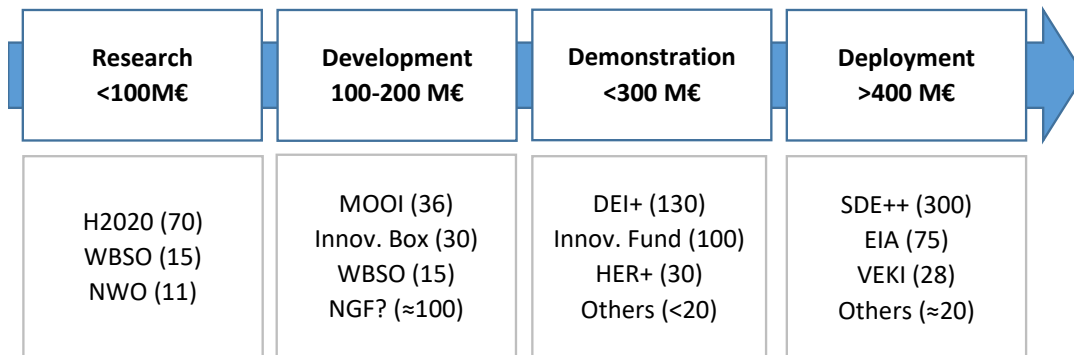 Research
<100M€
Development
100-200 M€
Demonstration
<300 M€
Deployment
>400 M€
H2020 (70)
WBSO (15)
NWO (11)
MOOI (36)
Innov. Box (30)
WBSO (15)
NGF? (≈100)
DEI+ (130)
Innov. Fund (100)
HER+ (30)
Others (<20)
SDE++ (300)
EIA (75)
VEKI (28)
Others (≈20)